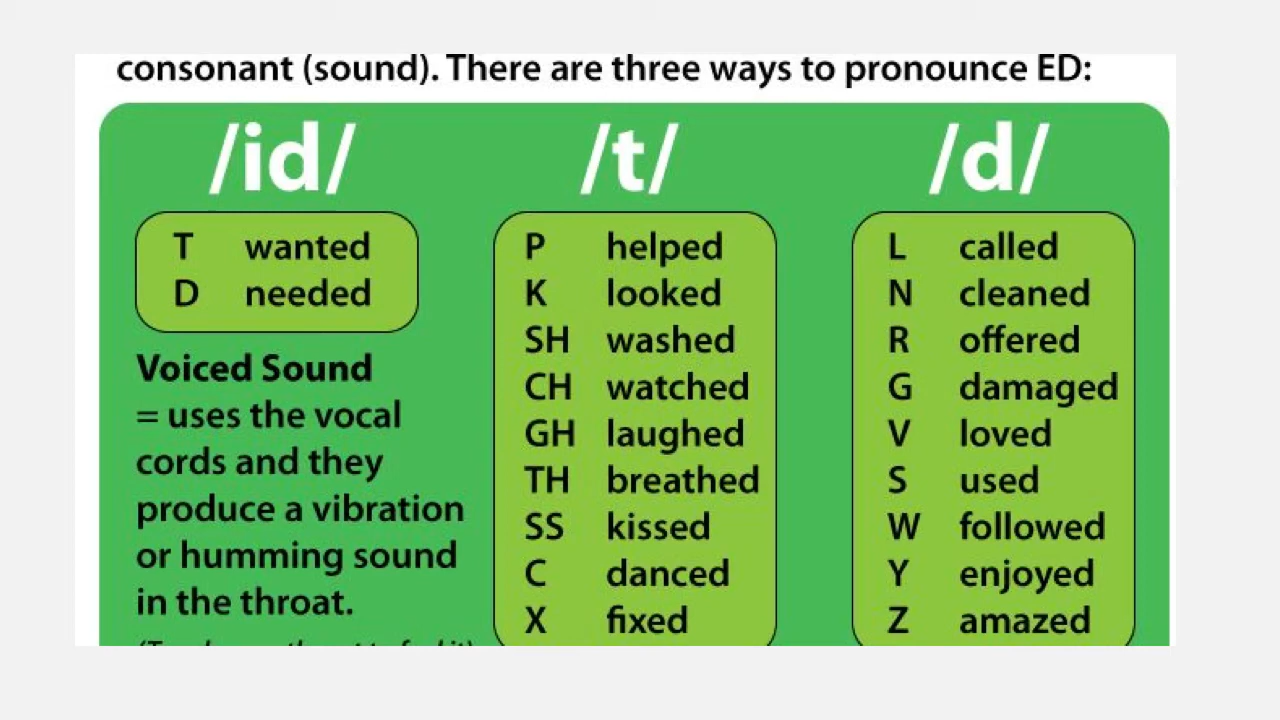 consonant (sound). There are three ways to pronounce ED:
/id/
T wanted
D needed
Voiced Sound
= uses the vocal
cords and they
produce a vibration
or humming sound
in the throat.
/t/
P helped
K looked
SH washed
CH watched
GH laughed
TH breathed
SS kissed
C danced
X fixed
/d/
L called
N cleaned
R offered
G damaged
V loved
S used
W followed
Y enjoyed
Z amazed